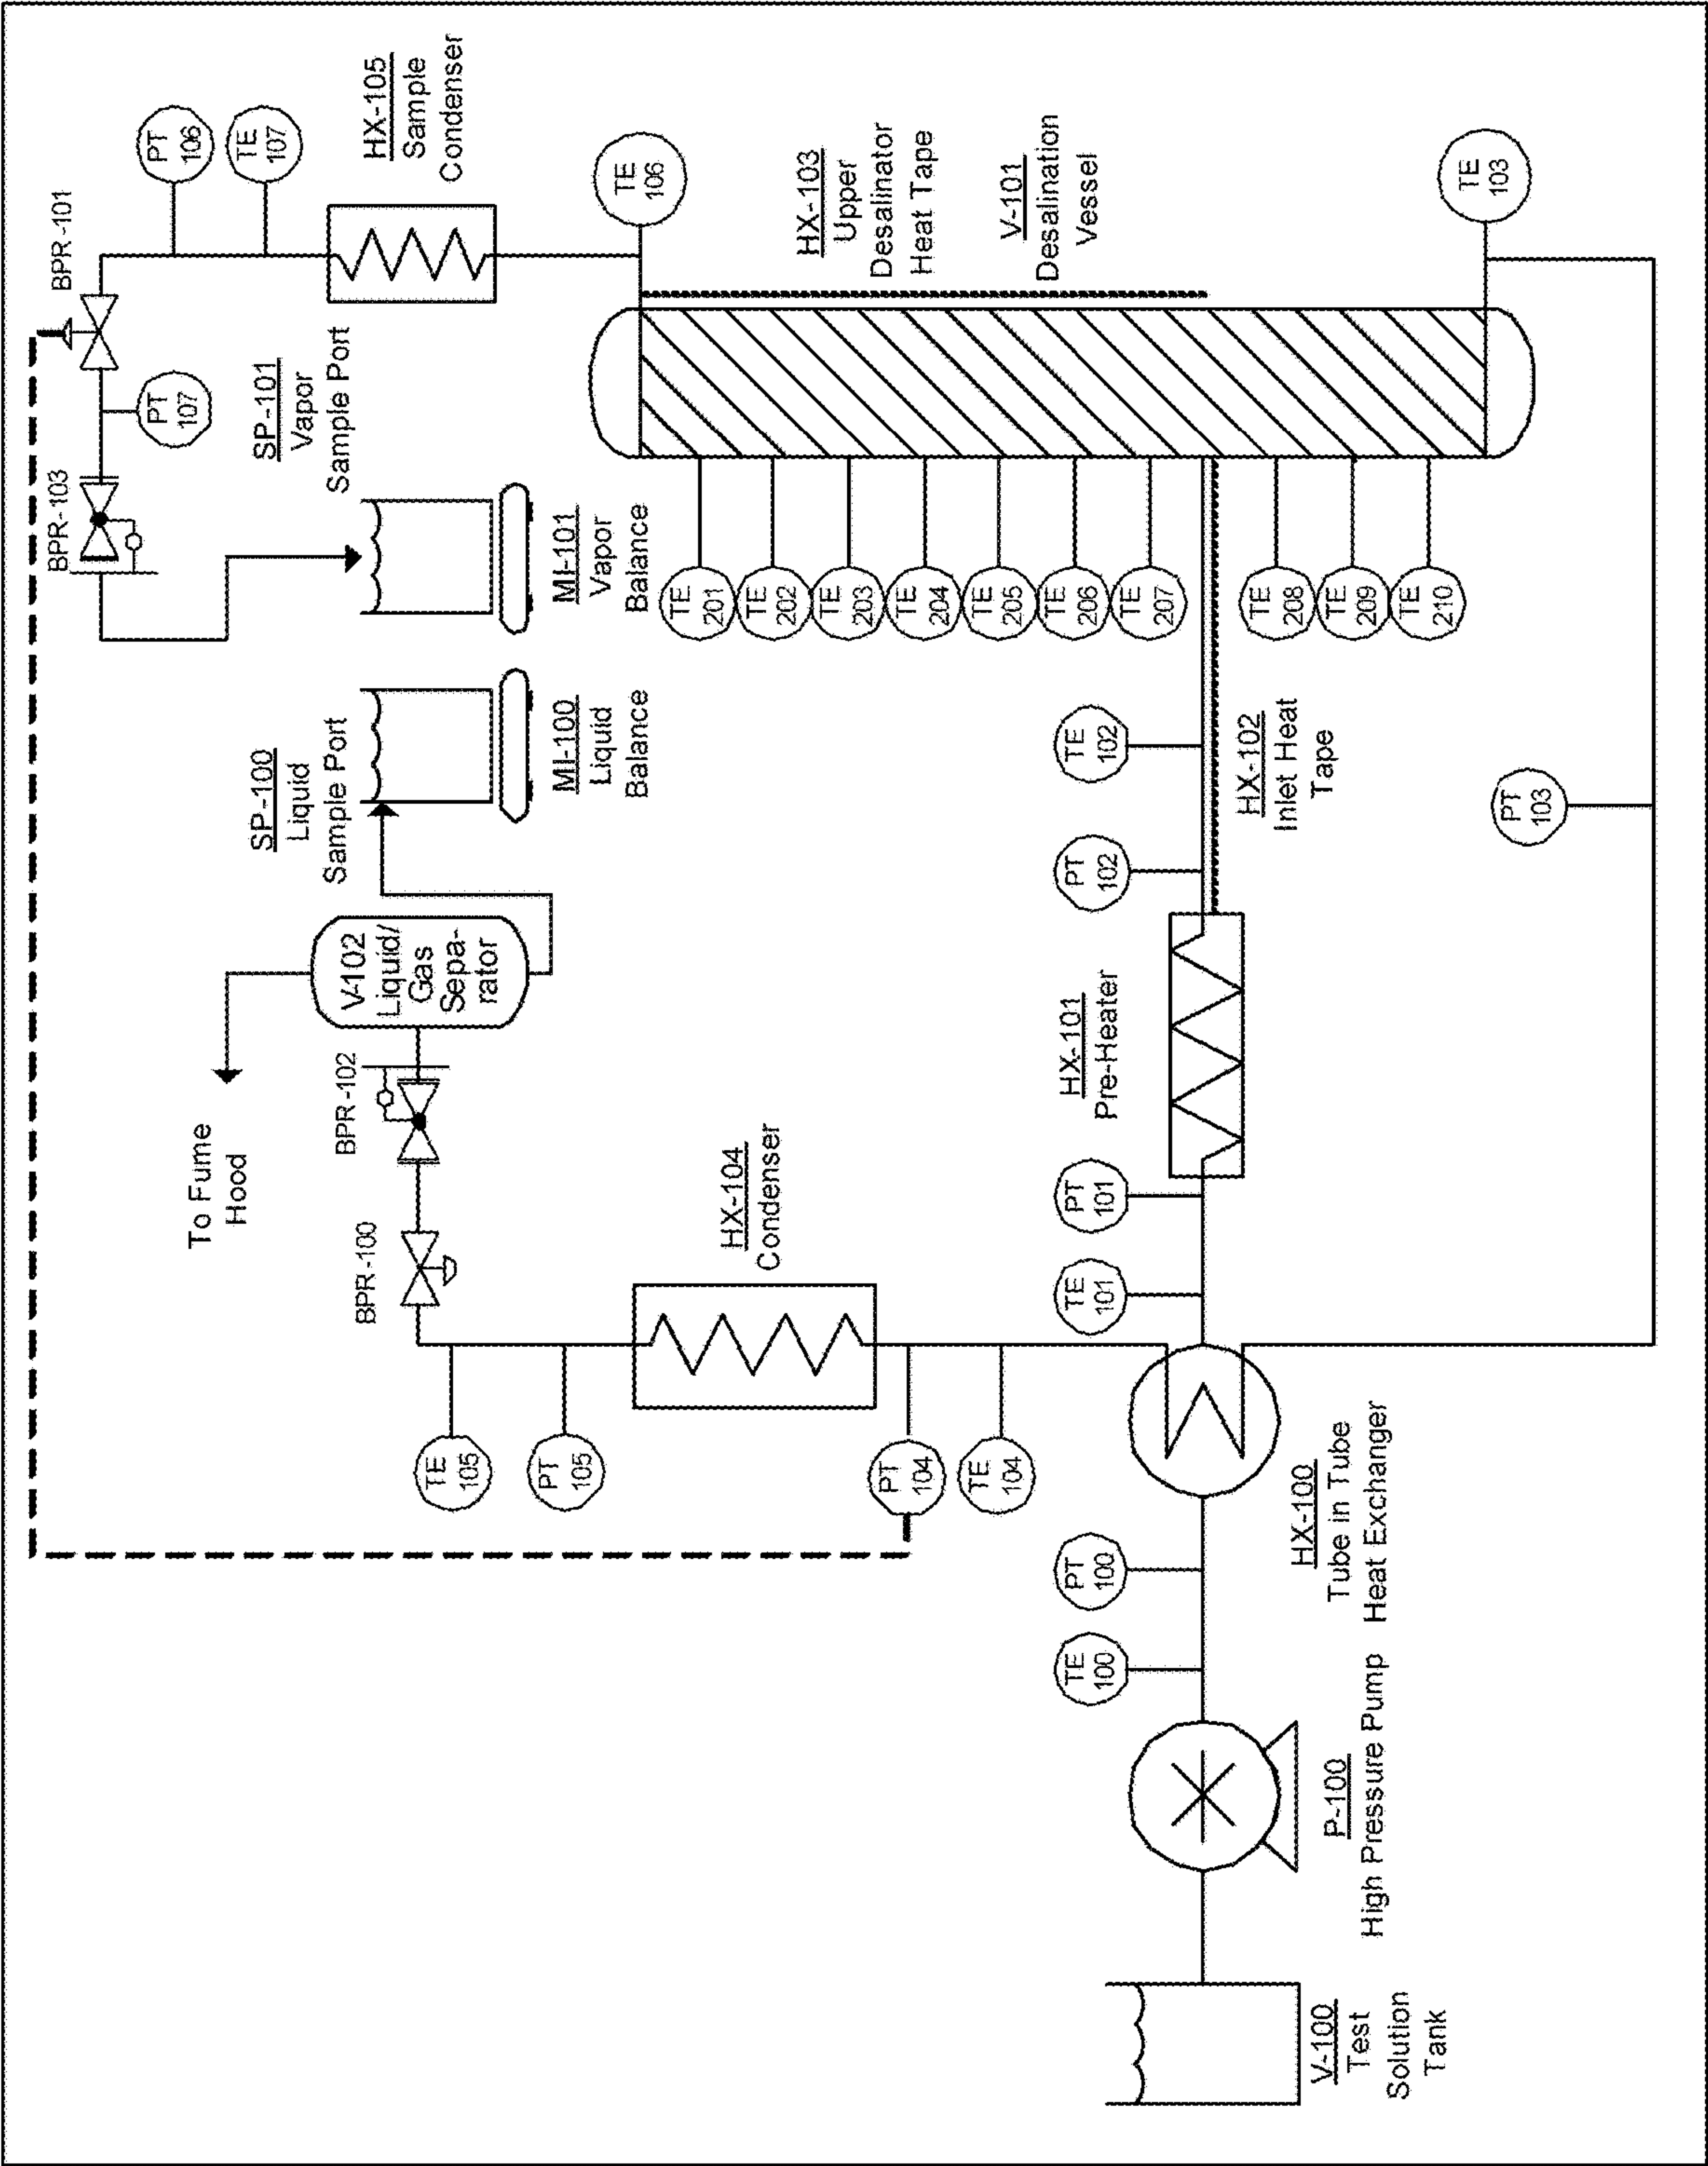 BPR-103
BPR-101
PT
106
TE
107
PT
107
HX-105
Sample
Condenser
SP-101
Vapor
Sample Port
SP-100
Liquid
Sample Port
To Fume
Hood
BPR-100
BPR-102
V-102
Liquid/
Gas
Sepa-
rator
MI-100
Liquid
Balance
MI-101
Vapor
Balance
TE
105
PT
105
PT
104
TE
104
HX-104
Condenser
TE
106
HX-103
Upper
Desalinator
Heat Tape
V-101
Desalination
Vessel
TE
201
TE
202
TE
203
TE
204
TE
205
TE
206
TE
207
TE
208
TE
209
TE
210
TE
100
PT
100
TE
101
PT
101
HX-101
Pre-Heater
PT
102
TE
102
HX-102
Inlet Heat
Tape
TE
103
PT
103
V-100
Test
Solution
Tank
P-100
High Pressure Pump
HX-100
Tube in Tube
Heat Exchanger